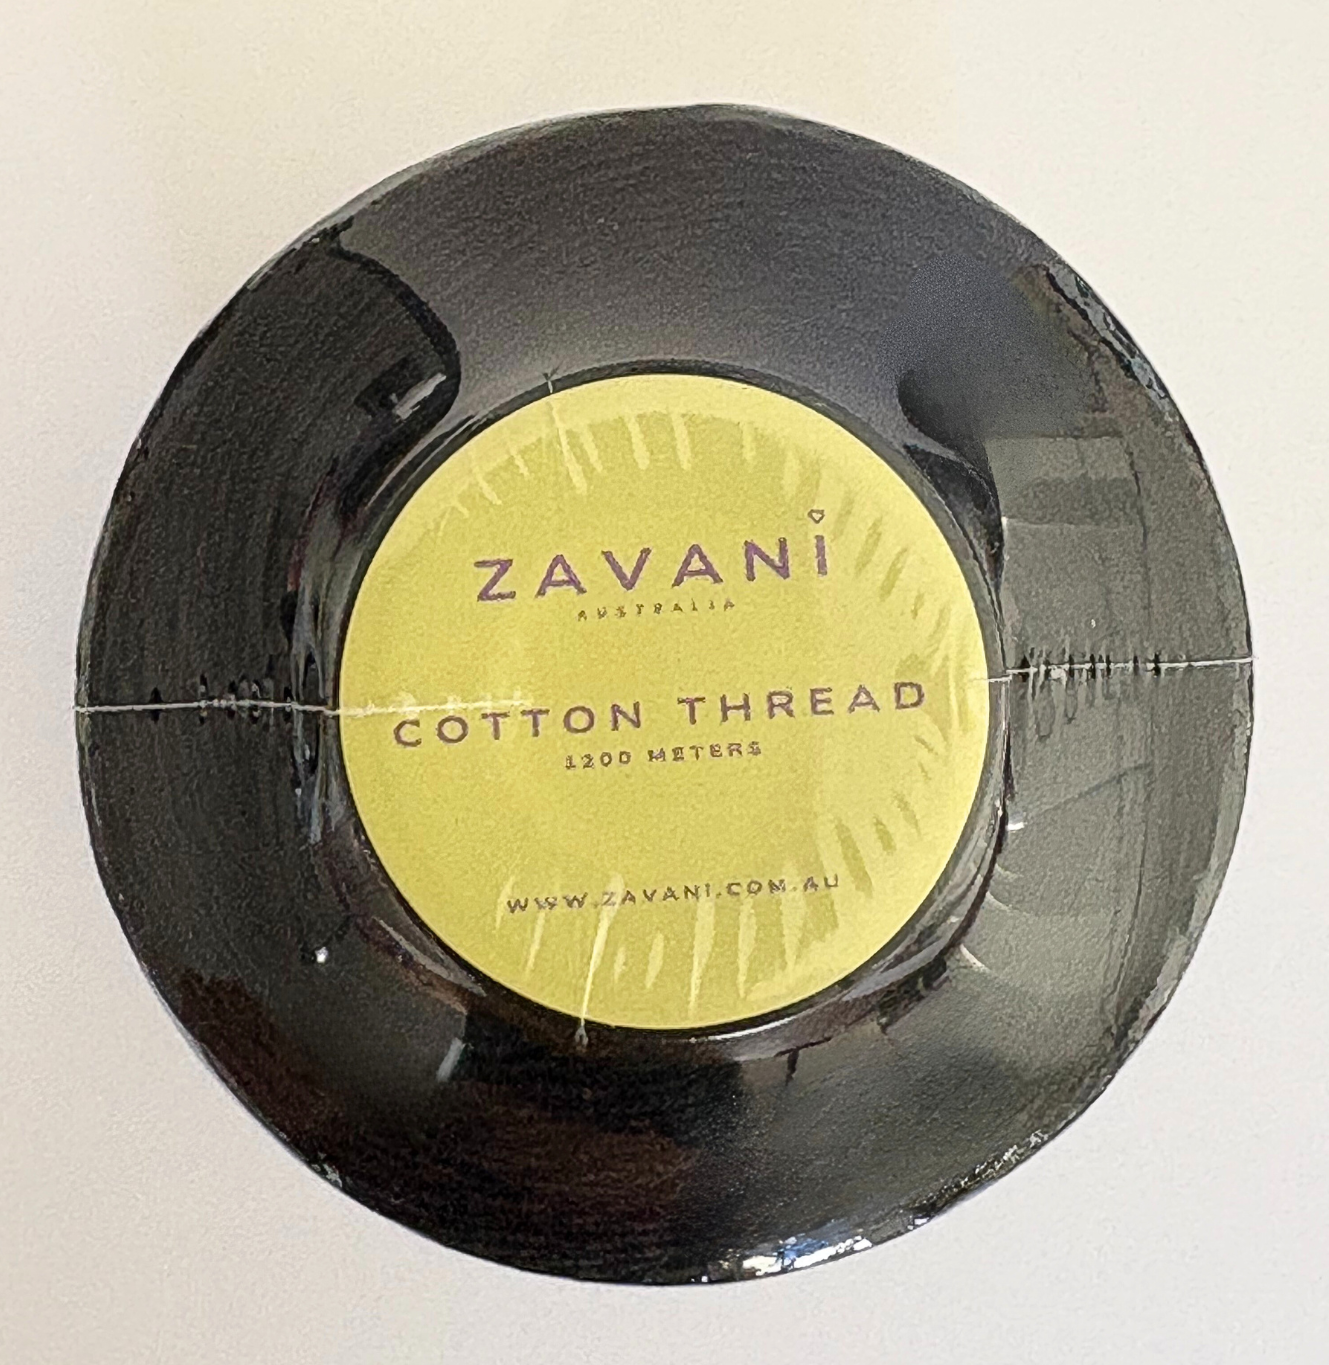 ZAVANi
AUSTRALIA
COTTON THREAD
1200 METERS
WWW.ZAVANI.COM.AU